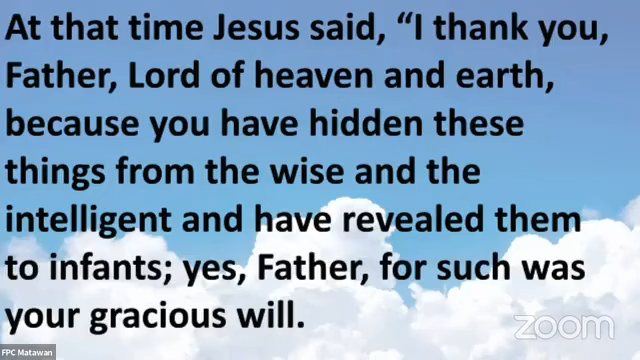 At that time Jesus said, “I thank you,
Father, Lord of heaven and earth,
because you have hidden these
things from the wise and the
intelligent and have revealed them
to infants; yes, Father, for such was
your gracious will.
zoom
FPC Matawan